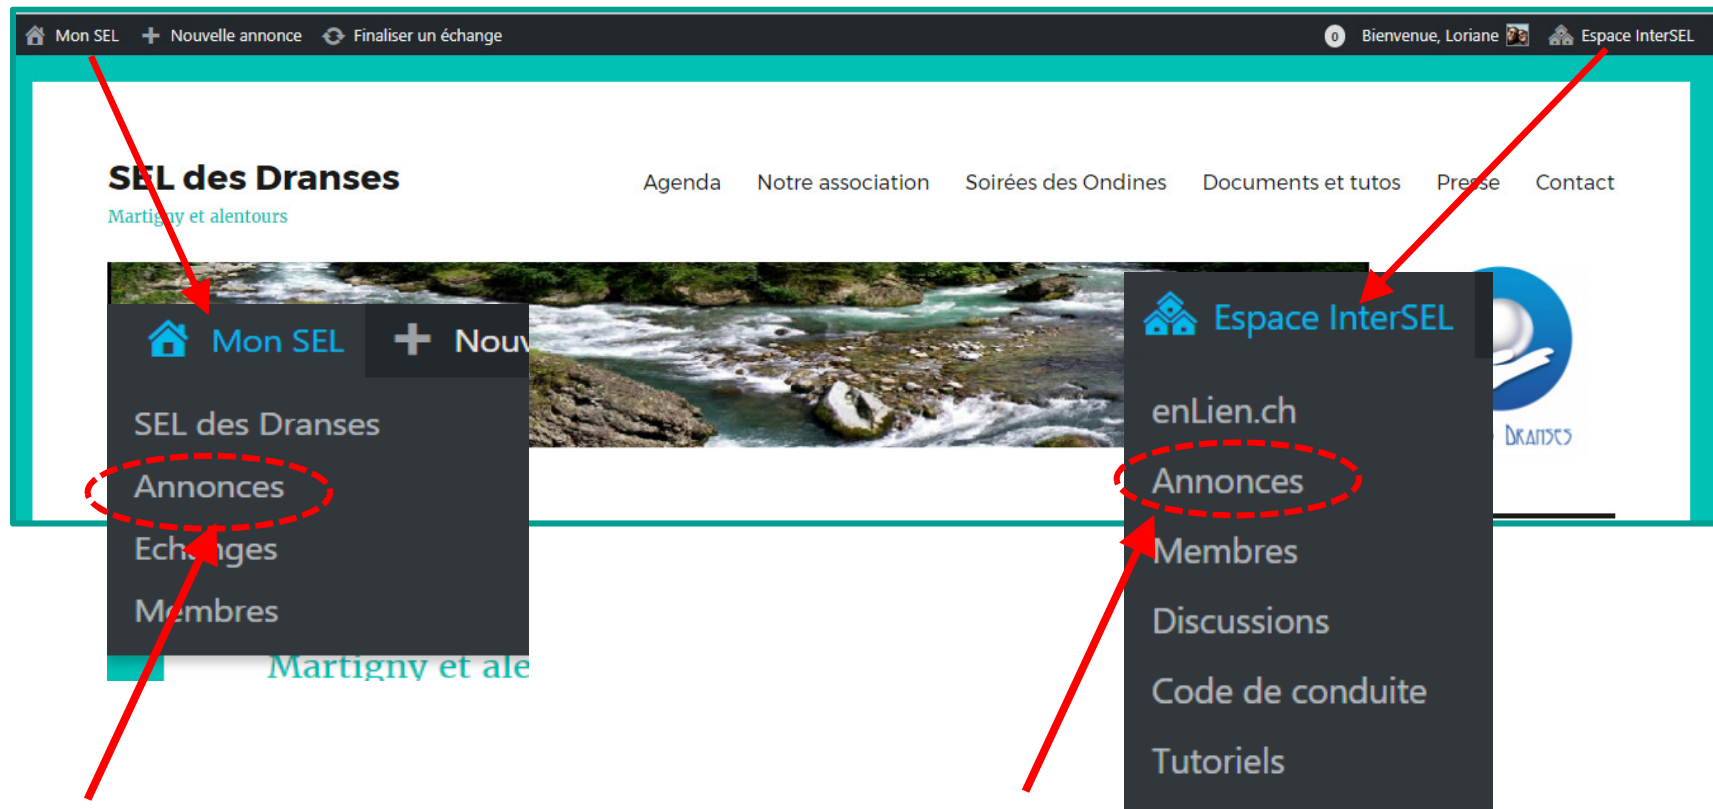 Mon SEL + Nouvelle annonce Finaliser un échange 0 Bienvenue, Loriane Espace InterSEL
SEL des Dranses
Martigny et alentours
Agenda Notre association Soirées des Ondines Documents et tutos Presse Contact
Mon SEL + Nouv
SEL des Dranses
Annonces
Echanges
Membres
Martigny et ale
Espace InterSEL
enLien.ch
Annonces
Membres
Discussions
Code de conduite
Tutoriels
Dranses